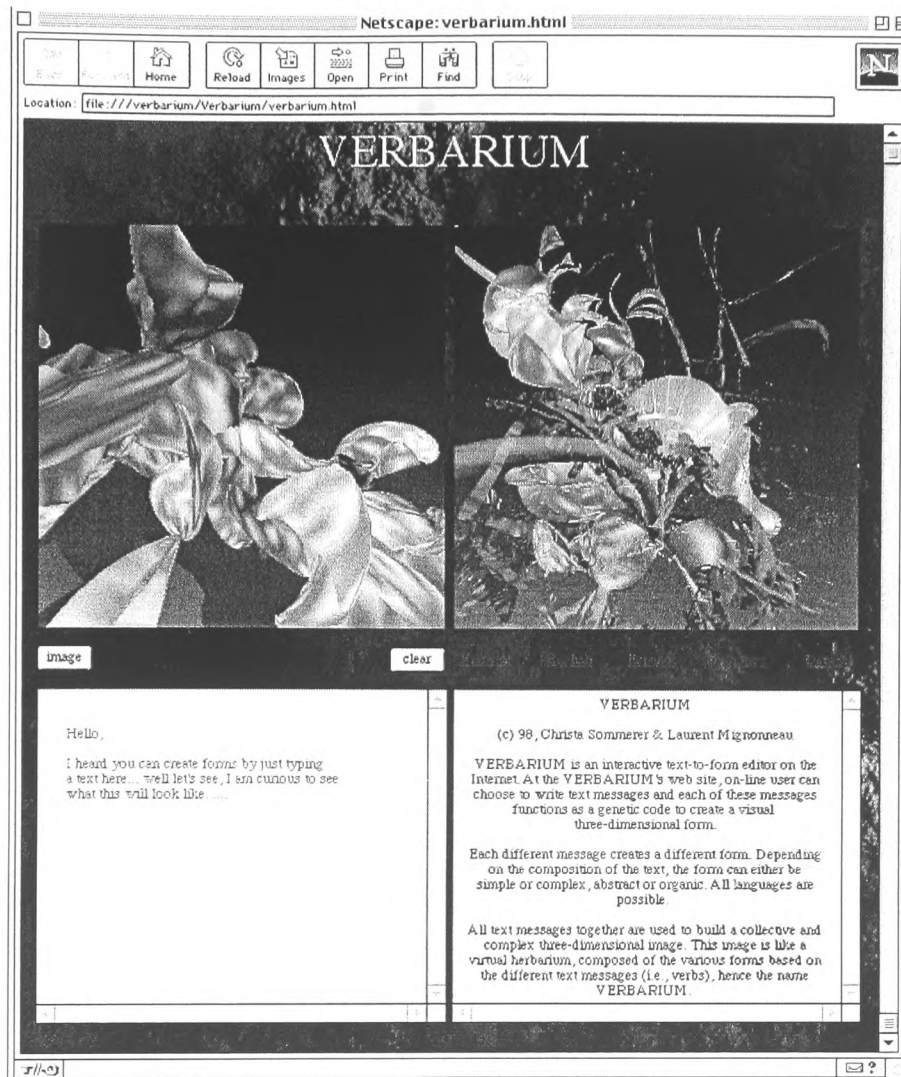 Netscape: verbarium.html
Home Reload Images Open Print Find
Location: file:///verbarium/Verbarium/verbarium.html
N
VERBARIUM
image clear
Hello,
I heard you can create forms by just typing
a text here... well let's see, I am curious to see
what this will look like......
VERBARIUM
(c) 98, Christa Sommerer & Laurent Mignonneau
VERBARIUM is an interactive text-to-form editor on the
Internet. At the VERBARIUM's web site, on-line user can
choose to write text messages and each of these messages
functions as a genetic code to create a visual
three-dimensional form.
Each different message creates a different form. Depending
on the composition of the text, the form can either be
simple or complex, abstract or organic. All languages are
possible.
All text messages together are used to build a collective and
complex three-dimensional image. This image is like a
virtual herbarium, composed of the various forms based on
the different text messages (i.e., verbs), hence the name
VERBARIUM.
?